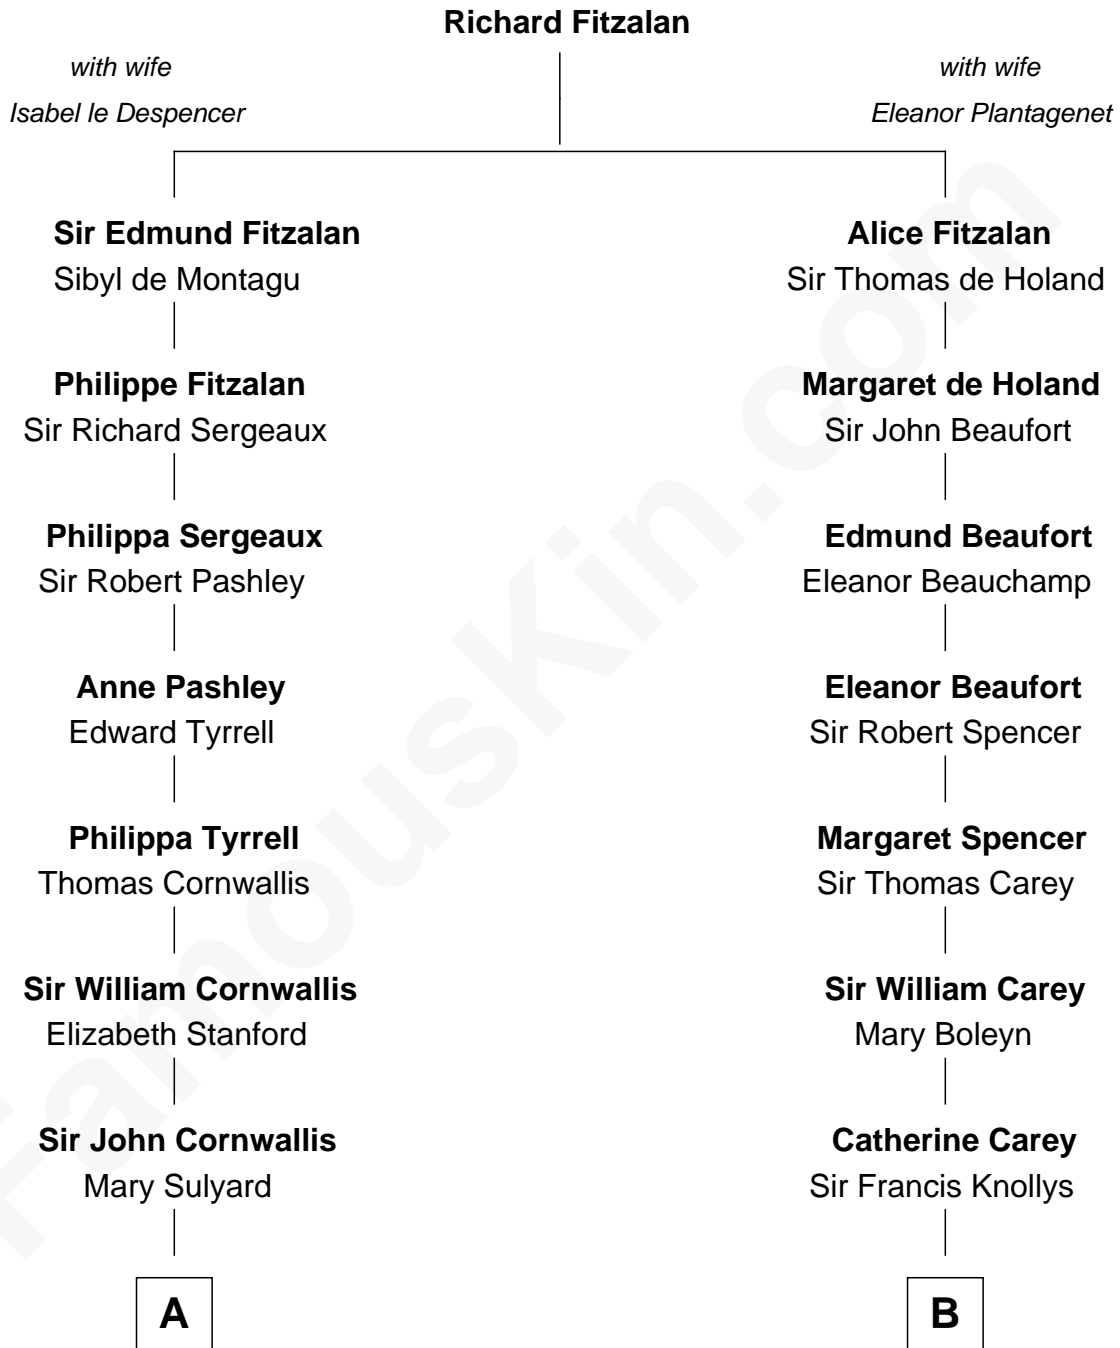 Richard Fitzalan
with wife
Isabel le Despencer
with wife
Eleanor Plantagenet
Sir Edmund Fitzalan
Sibyl de Montagu
Alice Fitzalan
Sir Thomas de Holand
Philippe Fitzalan
Sir Richard Sergeaux
Margaret de Holand
Sir John Beaufort
Philippa Sergeaux
Sir Robert Pashley
Edmund Beaufort
Eleanor Beauchamp
Anne Pashley
Edward Tyrrell
Eleanor Beaufort
Sir Robert Spencer
Philippa Tyrrell
Thomas Cornwallis
Margaret Spencer
Sir Thomas Carey
Sir William Cornwallis
Elizabeth Stanford
Sir William Carey
Mary Boleyn
Sir John Cornwallis
Mary Sulyard
Catherine Carey
Sir Francis Knollys
A
B
FamousKin.com